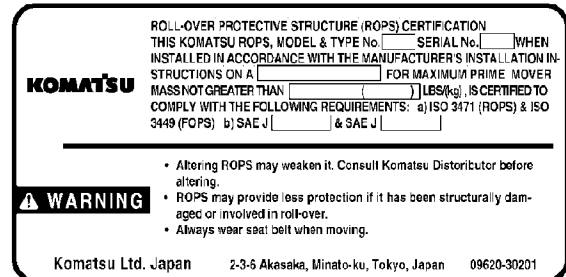 ROLL-OVER PROTECTIVE STRUCTURE (ROPS) CERTIFICATION
THIS KOMATSU ROPS, MODEL & TYPE No. SERIAL No. WHEN
INSTALLED IN ACCORDANCE WITH THE MANUFACTURER'S INSTALLATION IN-
STRUCTIONS ON A FOR MAXIMUM PRIME MOVER
MASS NOT GREATER THAN ( ) LBS/(kg), IS CERTIFIED TO
COMPLY WITH THE FOLLOWING REQUIREMENTS: a) ISO 3471 (ROPS) & ISO
3449 (FOPS) b) SAE J & SAE J
KOMATSU
• Altering ROPS may weaken it. Consull Komatsu Distoributor before
altering.
• ROPS may provide less protection if it has been structurally dam-
aged or involved in roll-over.
• Always wear seat belt when moving.
WARNING
Komatsu Ltd. Japan 2-3-6 Akasaka, Minato-ku, Tokyo, Japan 09620-30201